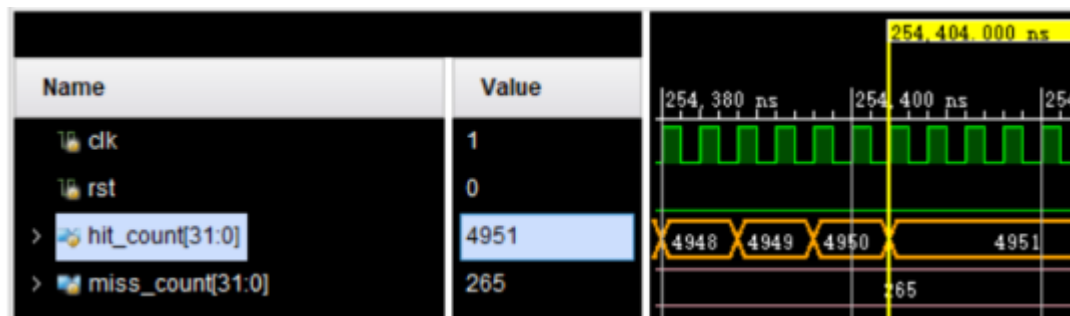 254,404.000 ns
Name Value
254,380 ns 254,400 ns 254
clk 1
rst 0
hit_count[31:0] 4951 4948 4949 4950 4951
miss_count[31:0] 265 265